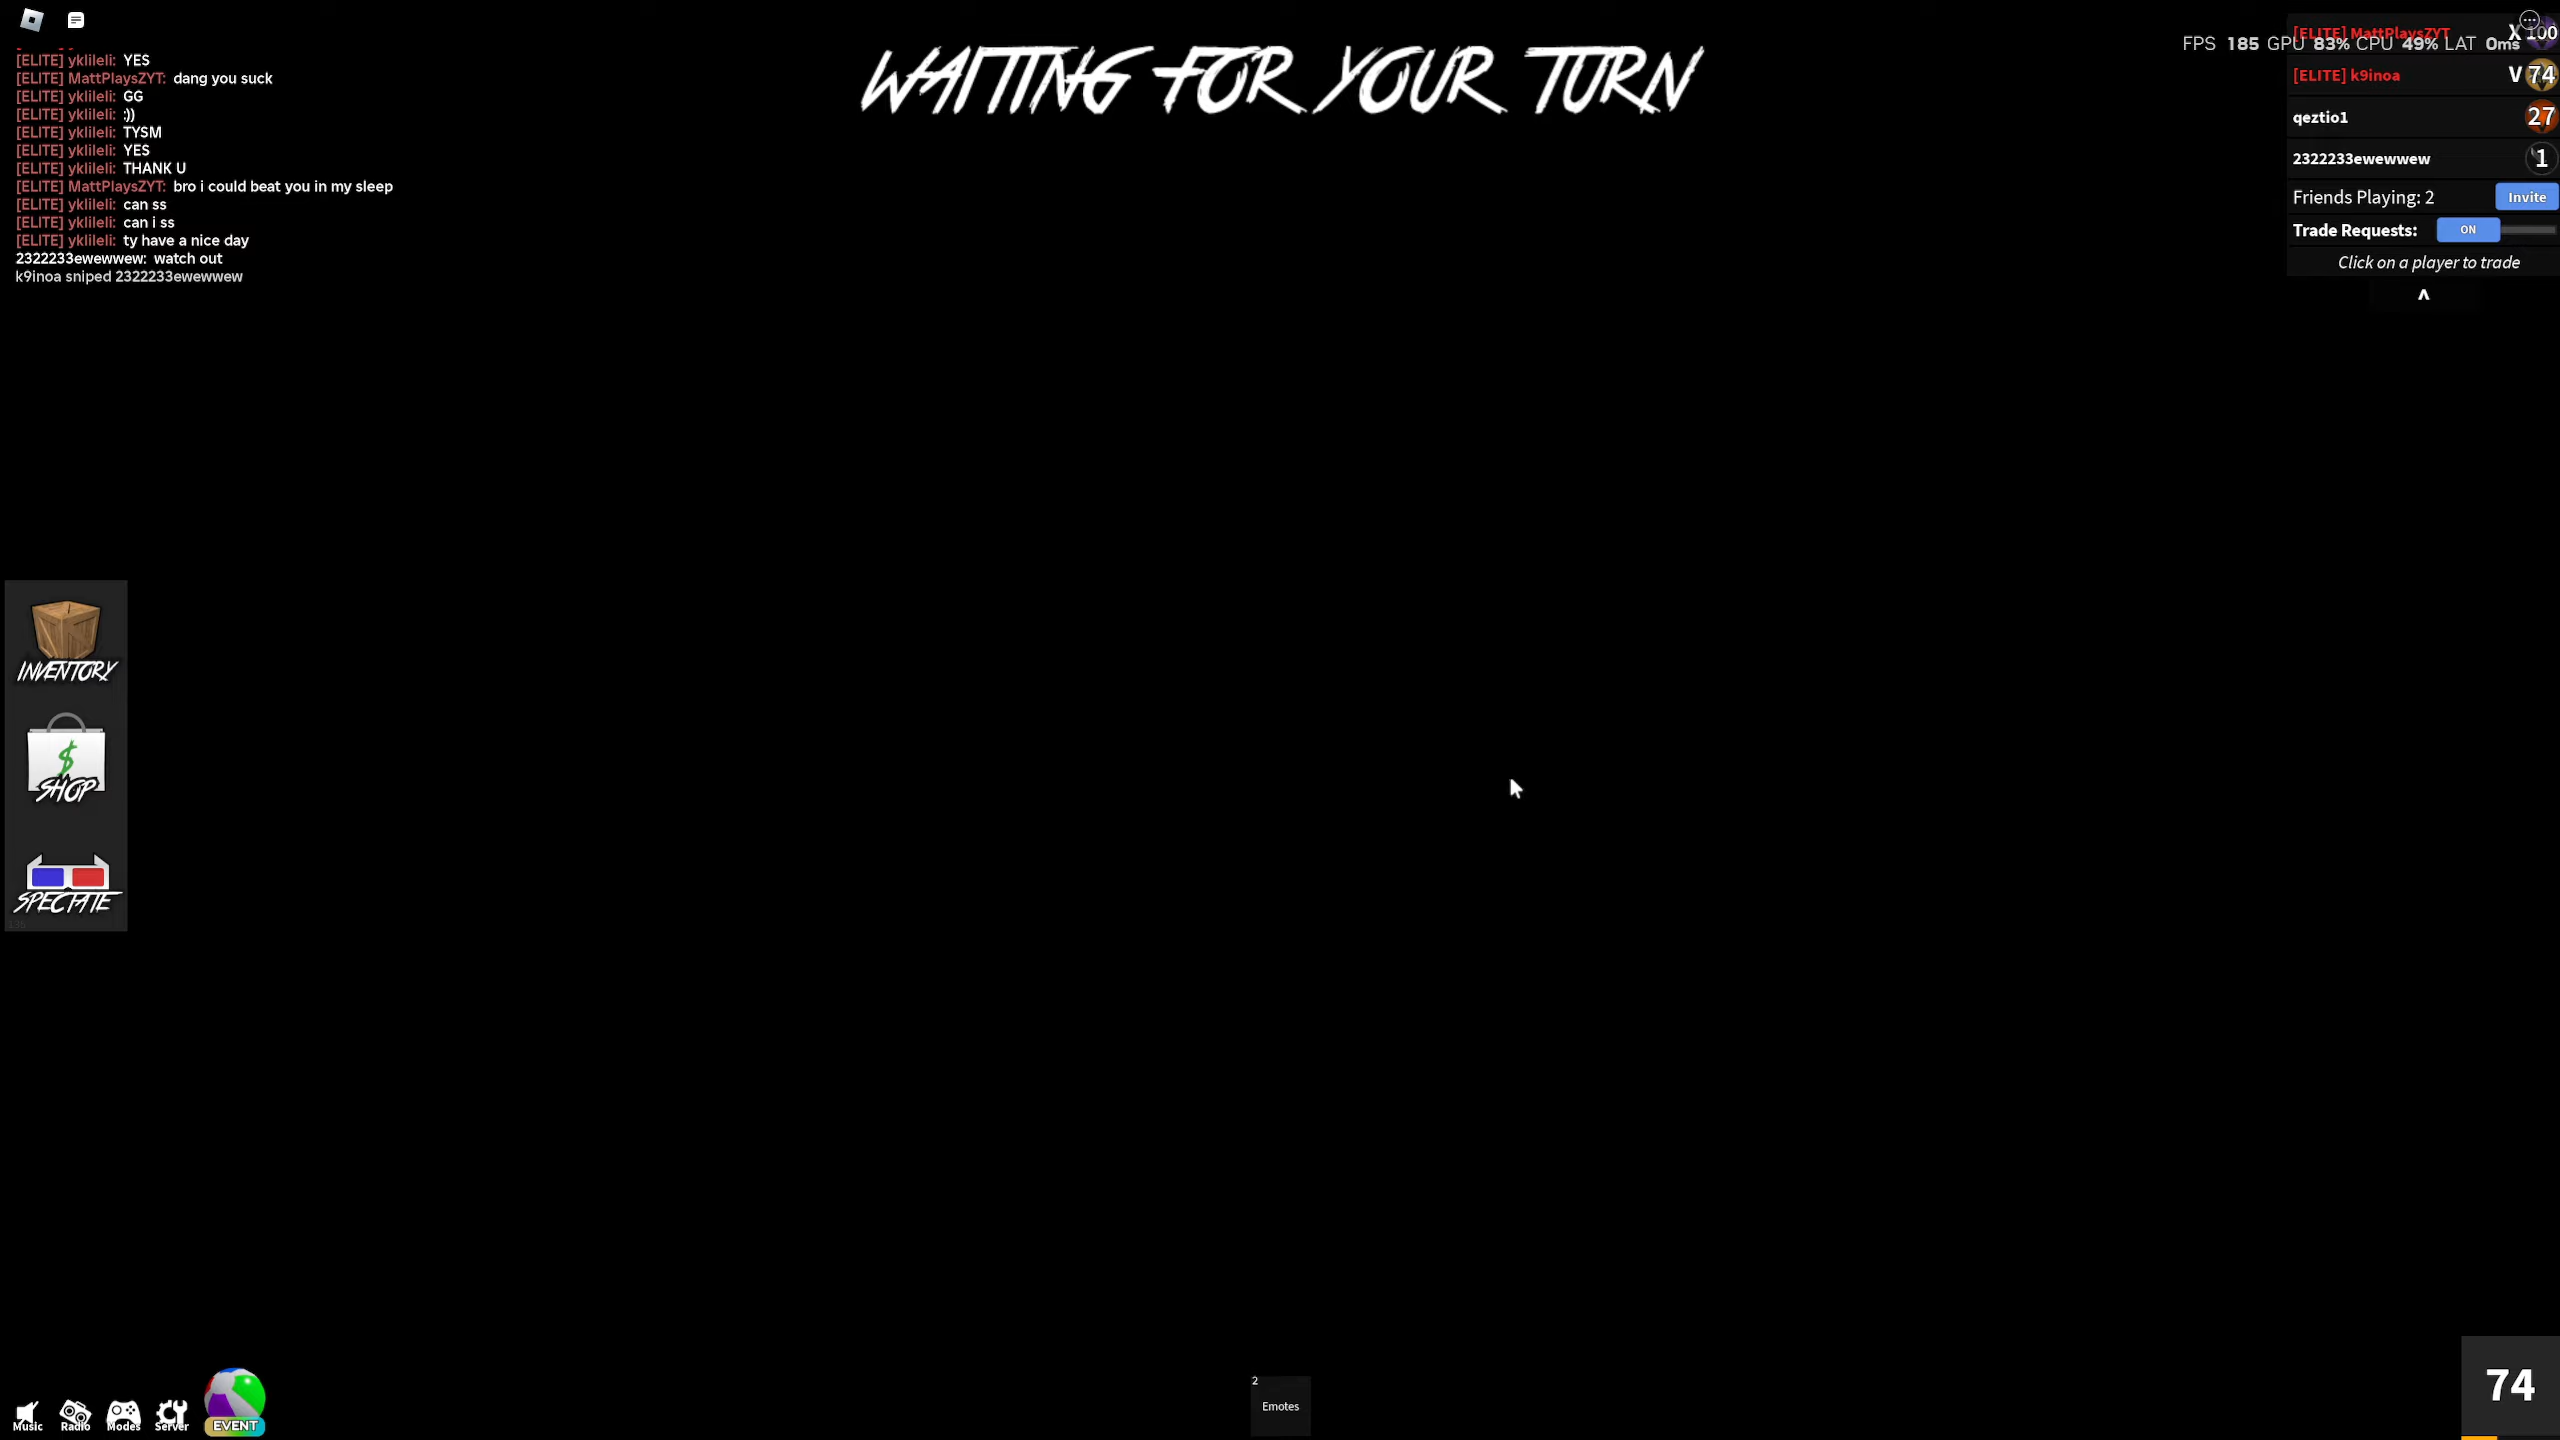 [ELITE] yklileli: YES
[ELITE] MattPlaysZYT: dang you suck
[ELITE] yklileli: GG
[ELITE] yklileli: :))
[ELITE] yklileli: TYSM
[ELITE] yklileli: YES
[ELITE] yklileli: THANK U
[ELITE] MattPlaysZYT: bro i could beat you in my sleep
[ELITE] yklileli: can ss
[ELITE] yklileli: can i ss
[ELITE] yklileli: ty have a nice day
2322233ewewwew: watch out
k9inoa sniped 2322233ewewwew
WAITING FOR YOUR TURN
[ELITE] MattPlaysZYT X 100
FPS 185 GPU 83% CPU 49% LAT 0ms
[ELITE] k9inoa V 74
qeztio1 27
2322233ewewwew 1
Friends Playing: 2 Invite
Trade Requests: ON
Click on a player to trade
^
INVENTORY
$
SHOP
SPECTATE
136
Music Radio Modes Server EVENT
2
Emotes
74